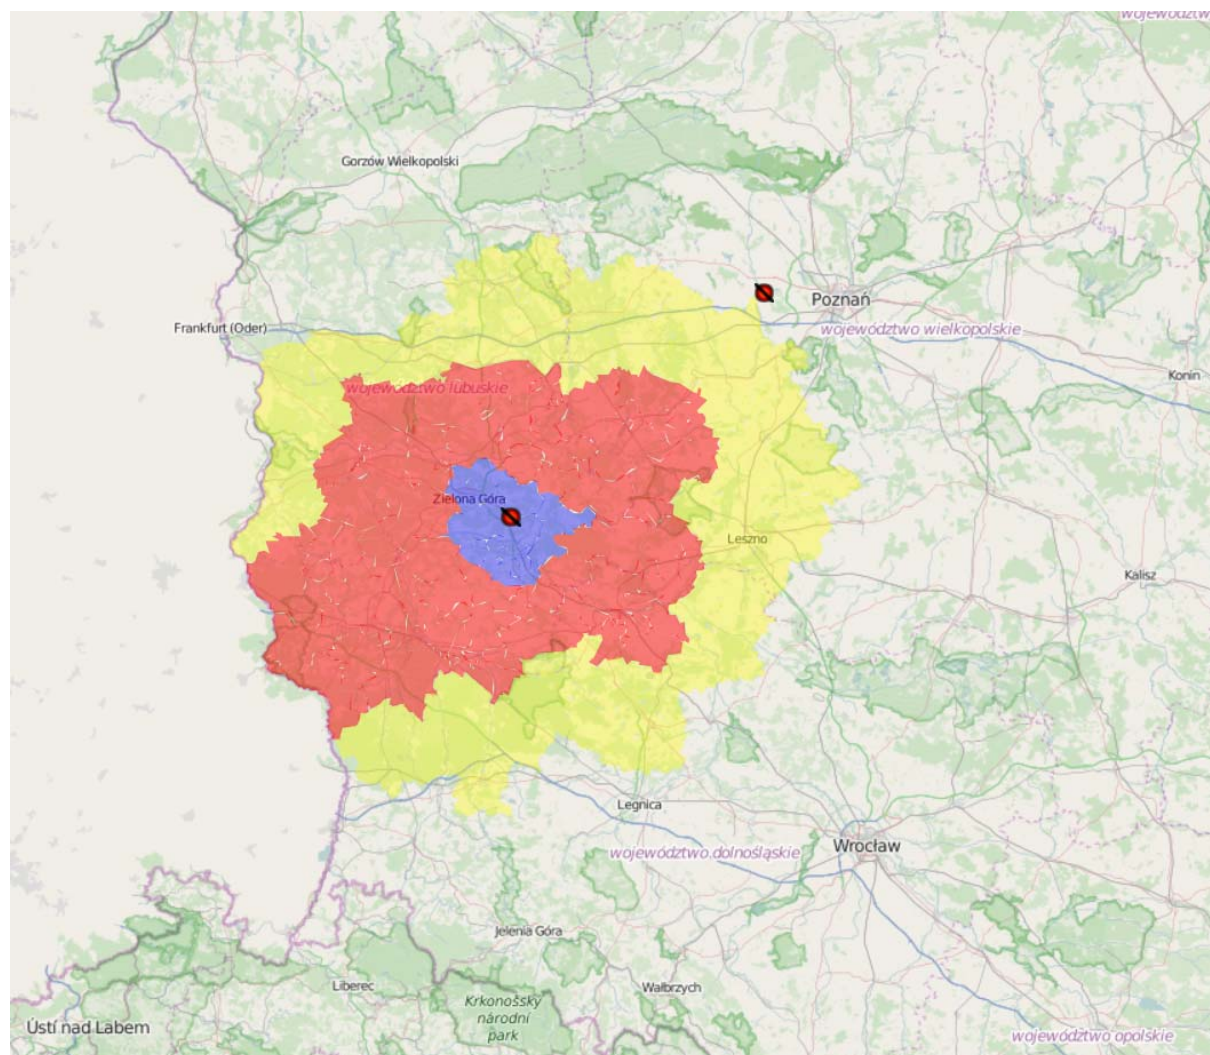 województw
Gorzów Wielkopolski
Poznań
Frankfurt (Oder)
województwo wielkopolskie
Konin
województwo lubuskie
Zielona Góra
Leszno
Kalisz
Legnica
Wrocław
województwo dolnośląskie
Jelenia Góra
Liberec
Wałbrzych
Krkonošský
národní
park
Ústí nad Labem
województwo opolskie